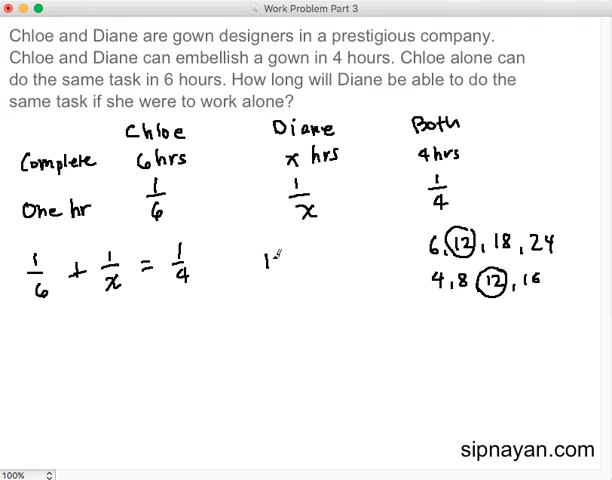 Work Problem Part 3
Chloe and Diane are gown designers in a prestigious company.
Chloe and Diane can embellish a gown in 4 hours. Chloe alone can
do the same task in 6 hours. How long will Diane be able to do the
same task if she were to work alone?
Chloe Diane Both
Complete 6 hrs x hrs 4 hrs
One hr 1/6 1/x 1/4
6, 12, 18, 24
1/6 + 1/x = 1/4
4, 8, 12, 16
sipnayan.com
100%